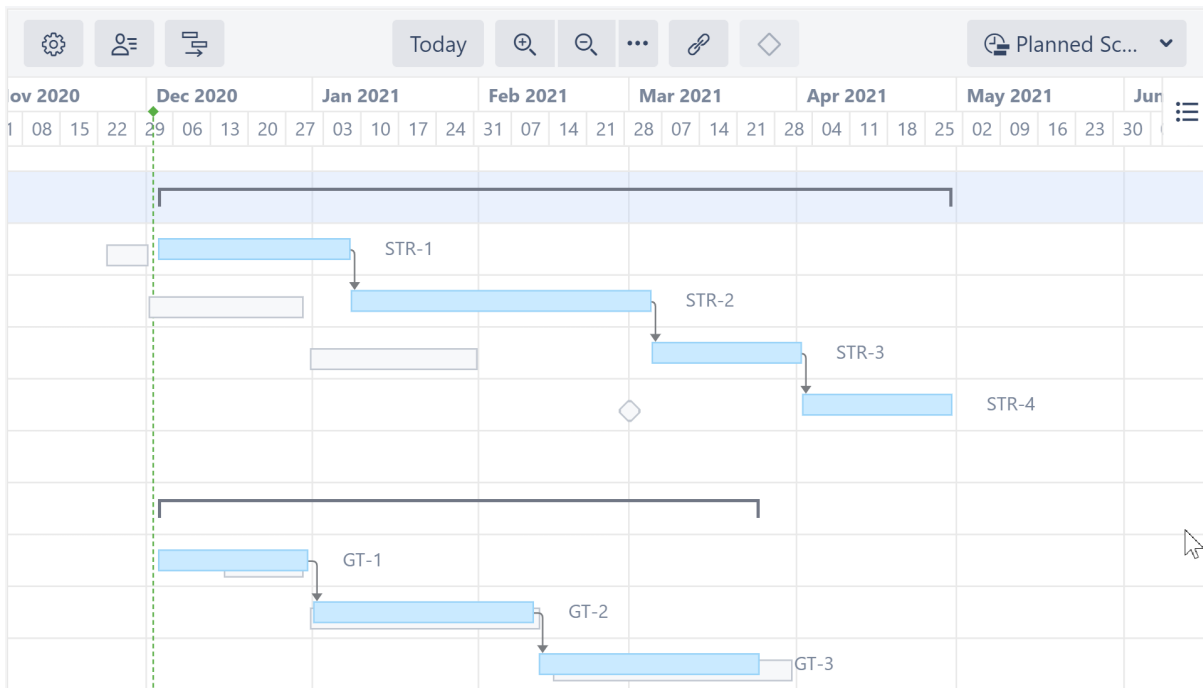 Today ••• Planned Sc...
ov 2020 Dec 2020 Jan 2021 Feb 2021 Mar 2021 Apr 2021 May 2021 Jun
1 08 15 22 29 06 13 20 27 03 10 17 24 31 07 14 21 28 07 14 21 28 04 11 18 25 02 09 16 23 30
STR-1
STR-2
STR-3
STR-4
GT-1
GT-2
GT-3